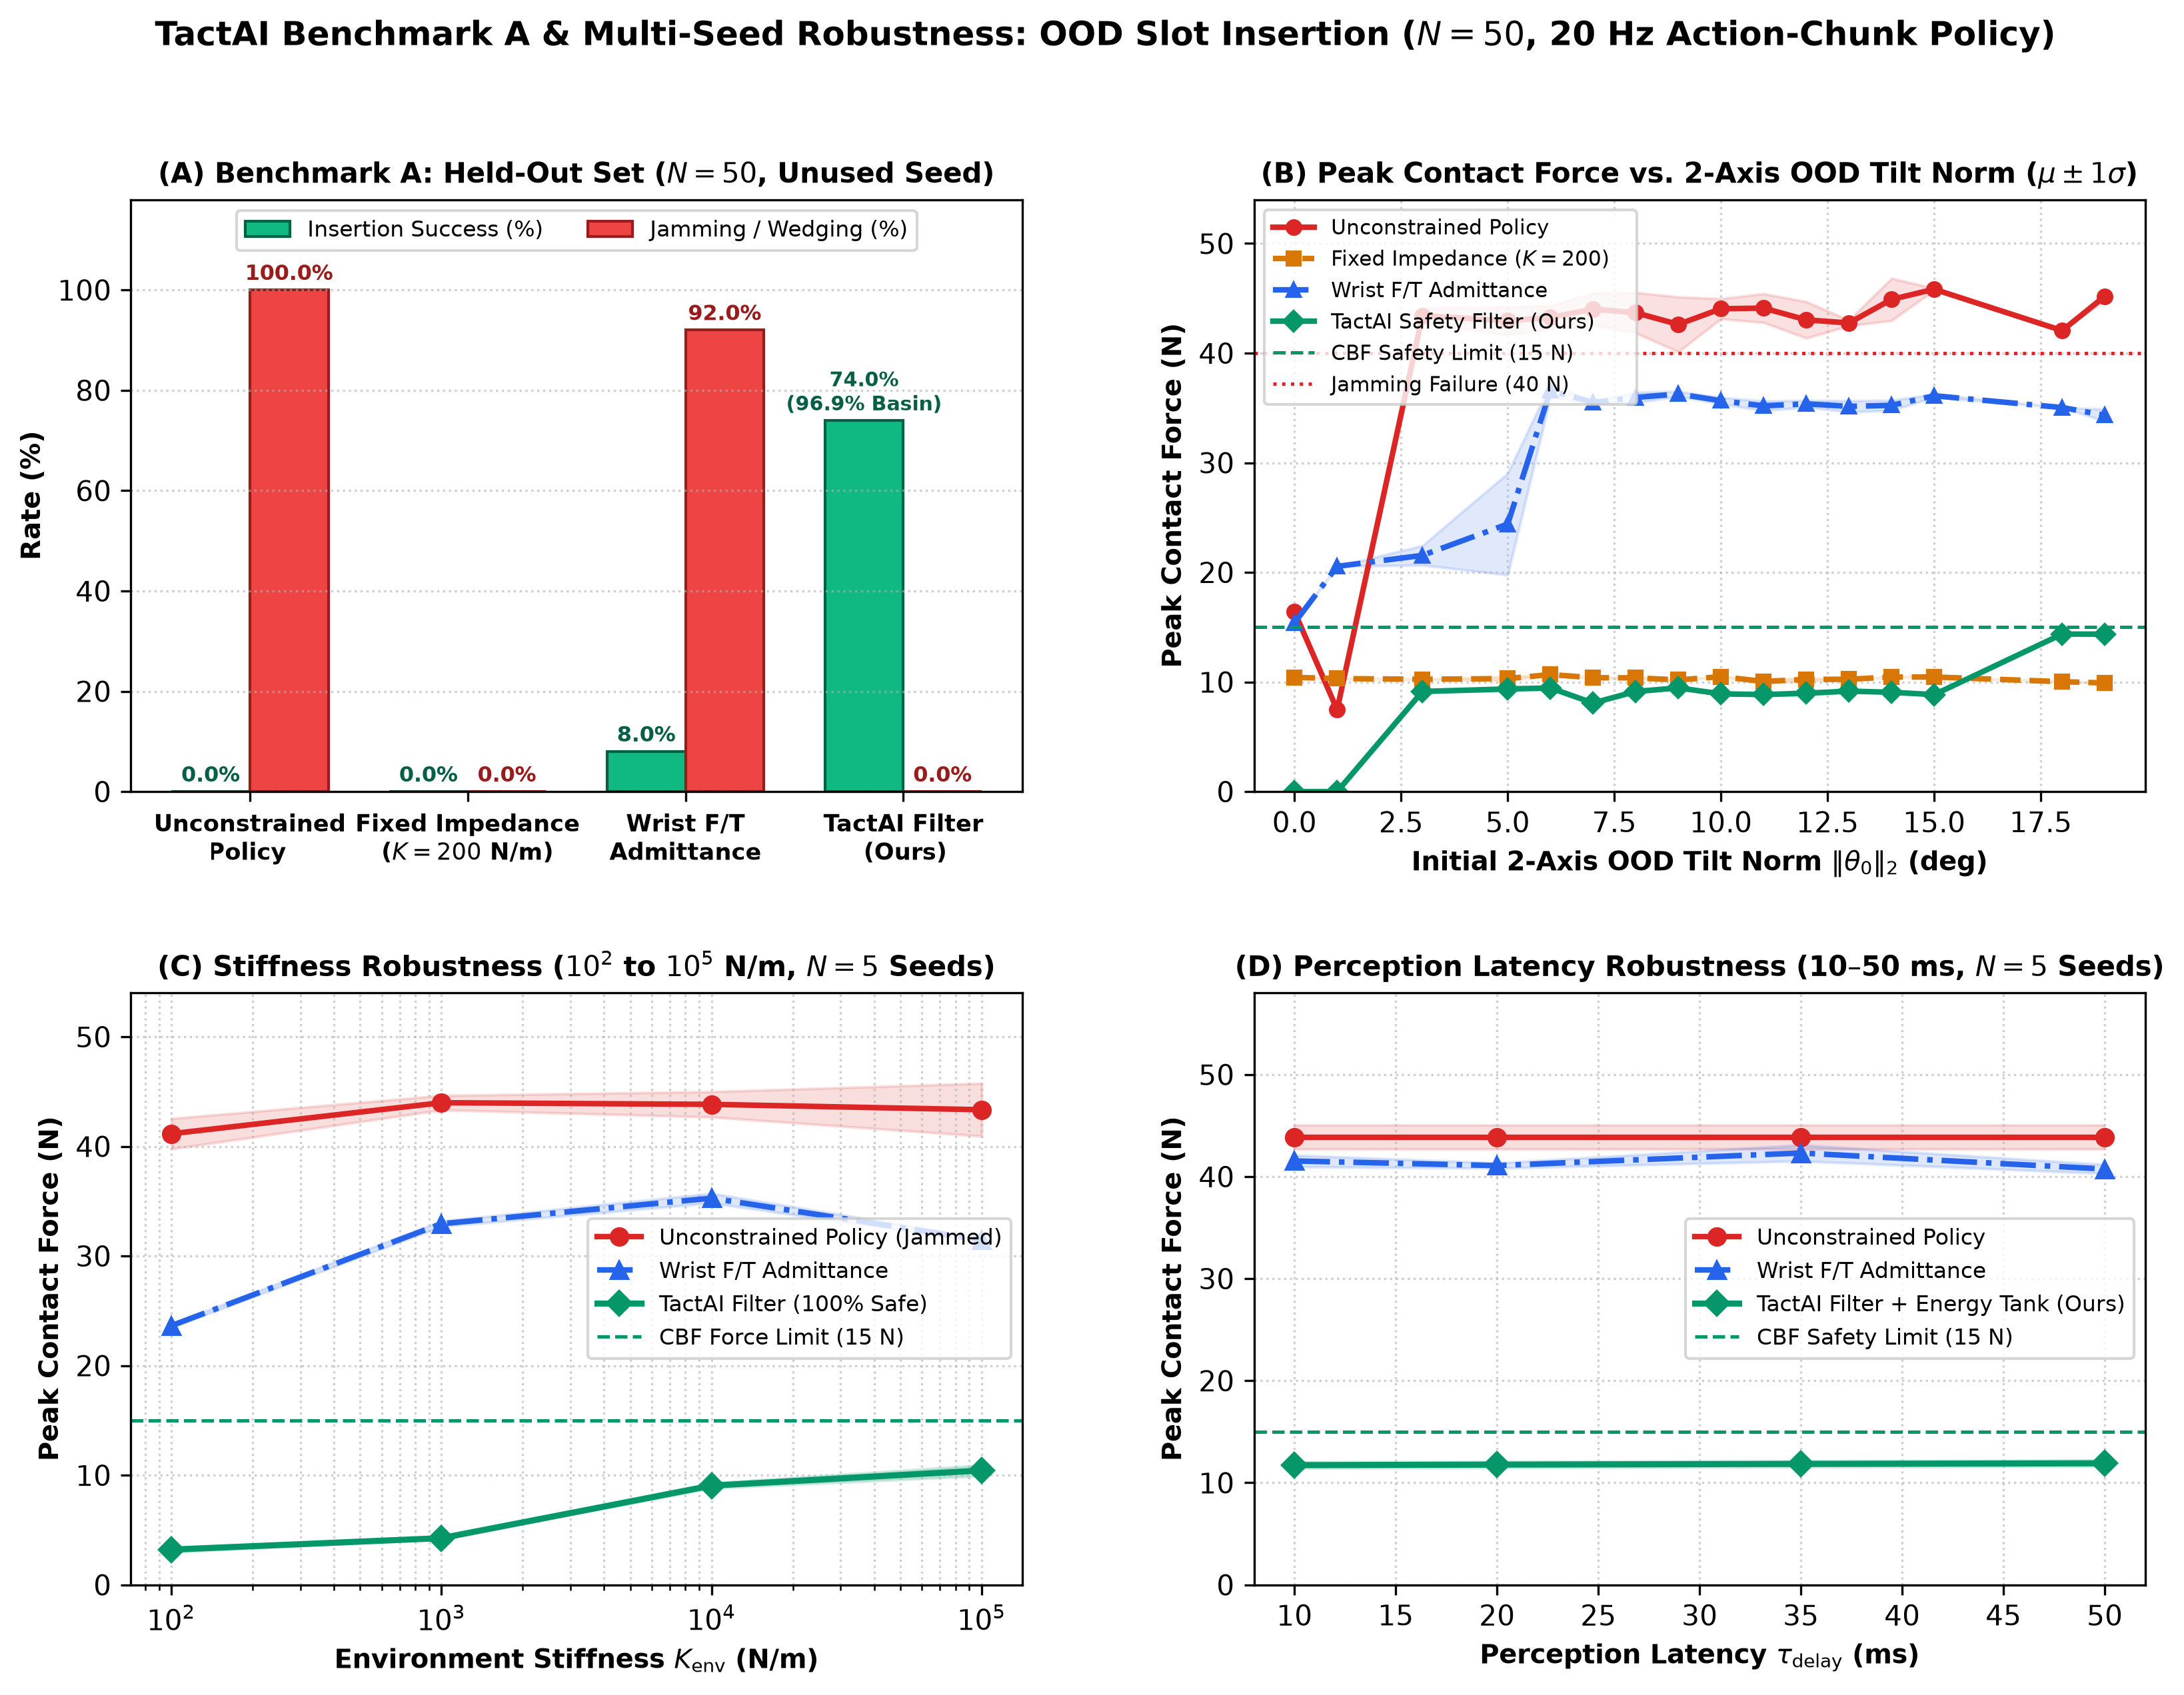 TactAI Benchmark A & Multi-Seed Robustness: OOD Slot Insertion (N = 50, 20 Hz Action-Chunk Policy)
(A) Benchmark A: Held-Out Set (N = 50, Unused Seed)
Insertion Success (%)
Jamming / Wedging (%)
Rate (%)
100
80
60
40
20
0
0.0%
100.0%
0.0%
0.0%
8.0%
92.0%
74.0%
(96.9% Basin)
0.0%
Unconstrained
Policy
Fixed Impedance
(K = 200 N/m)
Wrist F/T
Admittance
TactAI Filter
(Ours)
(B) Peak Contact Force vs. 2-Axis OOD Tilt Norm (μ ± 1σ)
Unconstrained Policy
Fixed Impedance (K = 200)
Wrist F/T Admittance
TactAI Safety Filter (Ours)
CBF Safety Limit (15 N)
Jamming Failure (40 N)
Peak Contact Force (N)
50
40
30
20
10
0
0.0
2.5
5.0
7.5
10.0
12.5
15.0
17.5
Initial 2-Axis OOD Tilt Norm ‖θ₀‖₂ (deg)
(C) Stiffness Robustness (10² to 10⁵ N/m, N = 5 Seeds)
Peak Contact Force (N)
50
40
30
20
10
0
Unconstrained Policy (Jammed)
Wrist F/T Admittance
TactAI Filter (100% Safe)
CBF Force Limit (15 N)
10²
10³
10⁴
10⁵
Environment Stiffness K_env (N/m)
(D) Perception Latency Robustness (10–50 ms, N = 5 Seeds)
Peak Contact Force (N)
50
40
30
20
10
0
Unconstrained Policy
Wrist F/T Admittance
TactAI Filter + Energy Tank (Ours)
CBF Safety Limit (15 N)
10
15
20
25
30
35
40
45
50
Perception Latency τ_delay (ms)